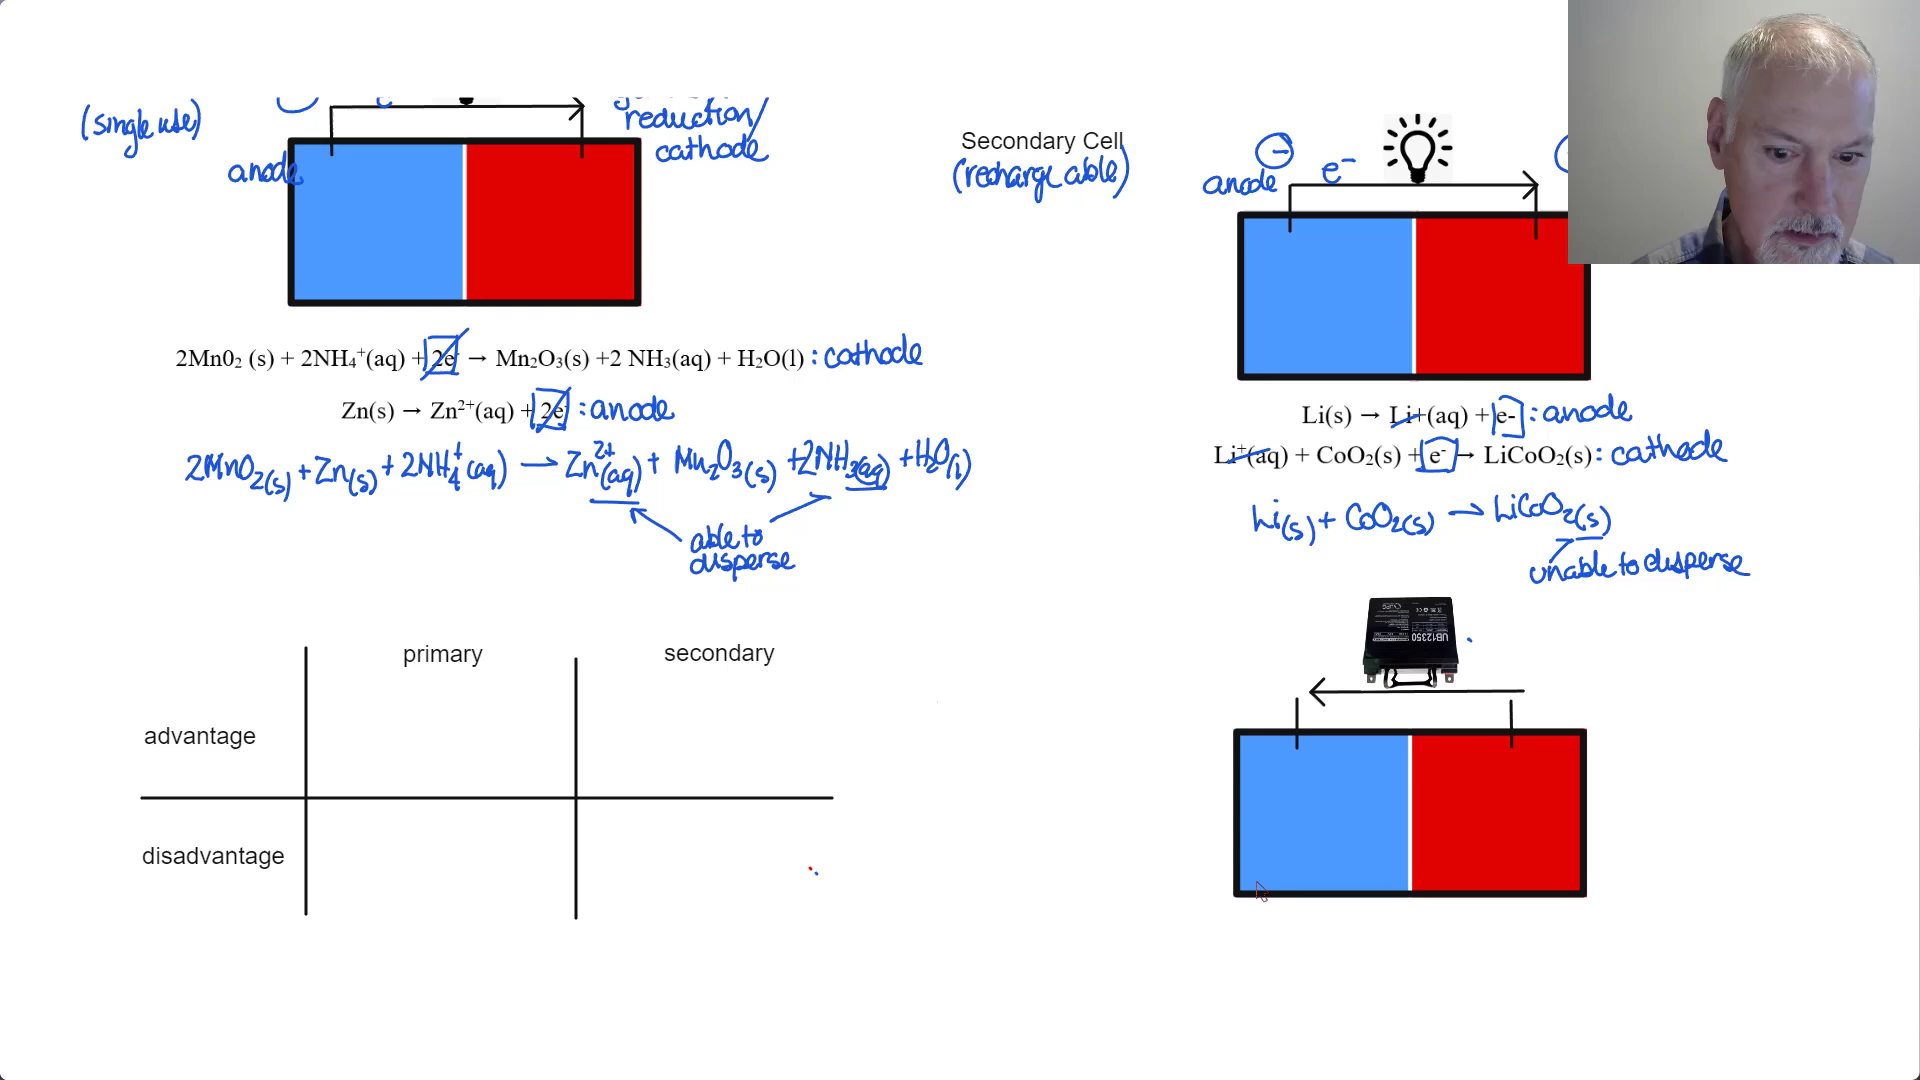 (single use)
reduction/
cathode
anode
2Mn0₂ (s) + 2NH₄⁺(aq) + 2e → Mn₂O₃(s) +2 NH₃(aq) + H₂O(l) : cathode
Zn(s) → Zn²⁺(aq) + 2e : anode
2MnO₂(s) + Zn(s) + 2NH₄⁺(aq) → Zn²⁺(aq) + Mn₂O₃(s) + 2NH₃(aq) + H₂O(l)
able to
disperse
primary
secondary
advantage
disadvantage
Secondary Cell
(rechargeable)
⊖
e⁻
anode
Li(s) → Li+(aq) + e- : anode
Li⁺(aq) + CoO₂(s) + e⁻ → LiCoO₂(s) : cathode
Li(s) + CoO₂(s) → LiCoO₂(s)
unable to disperse
UB12350